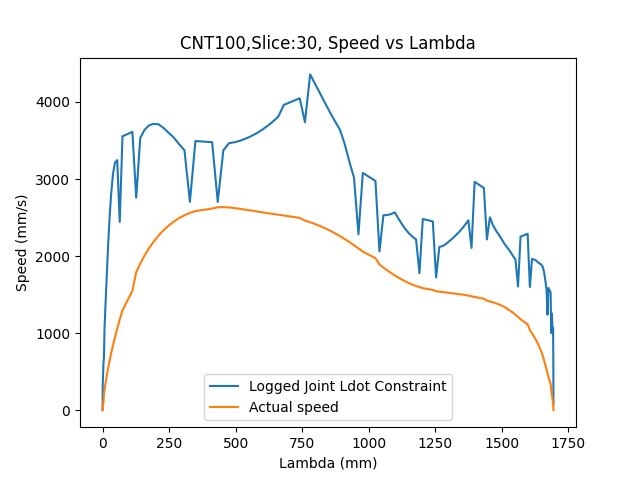 CNT100,Slice:30, Speed vs Lambda
Speed (mm/s)
4000
3000
2000
1000
0
Logged Joint Ldot Constraint
Actual speed
0 250 500 750 1000 1250 1500 1750
Lambda (mm)